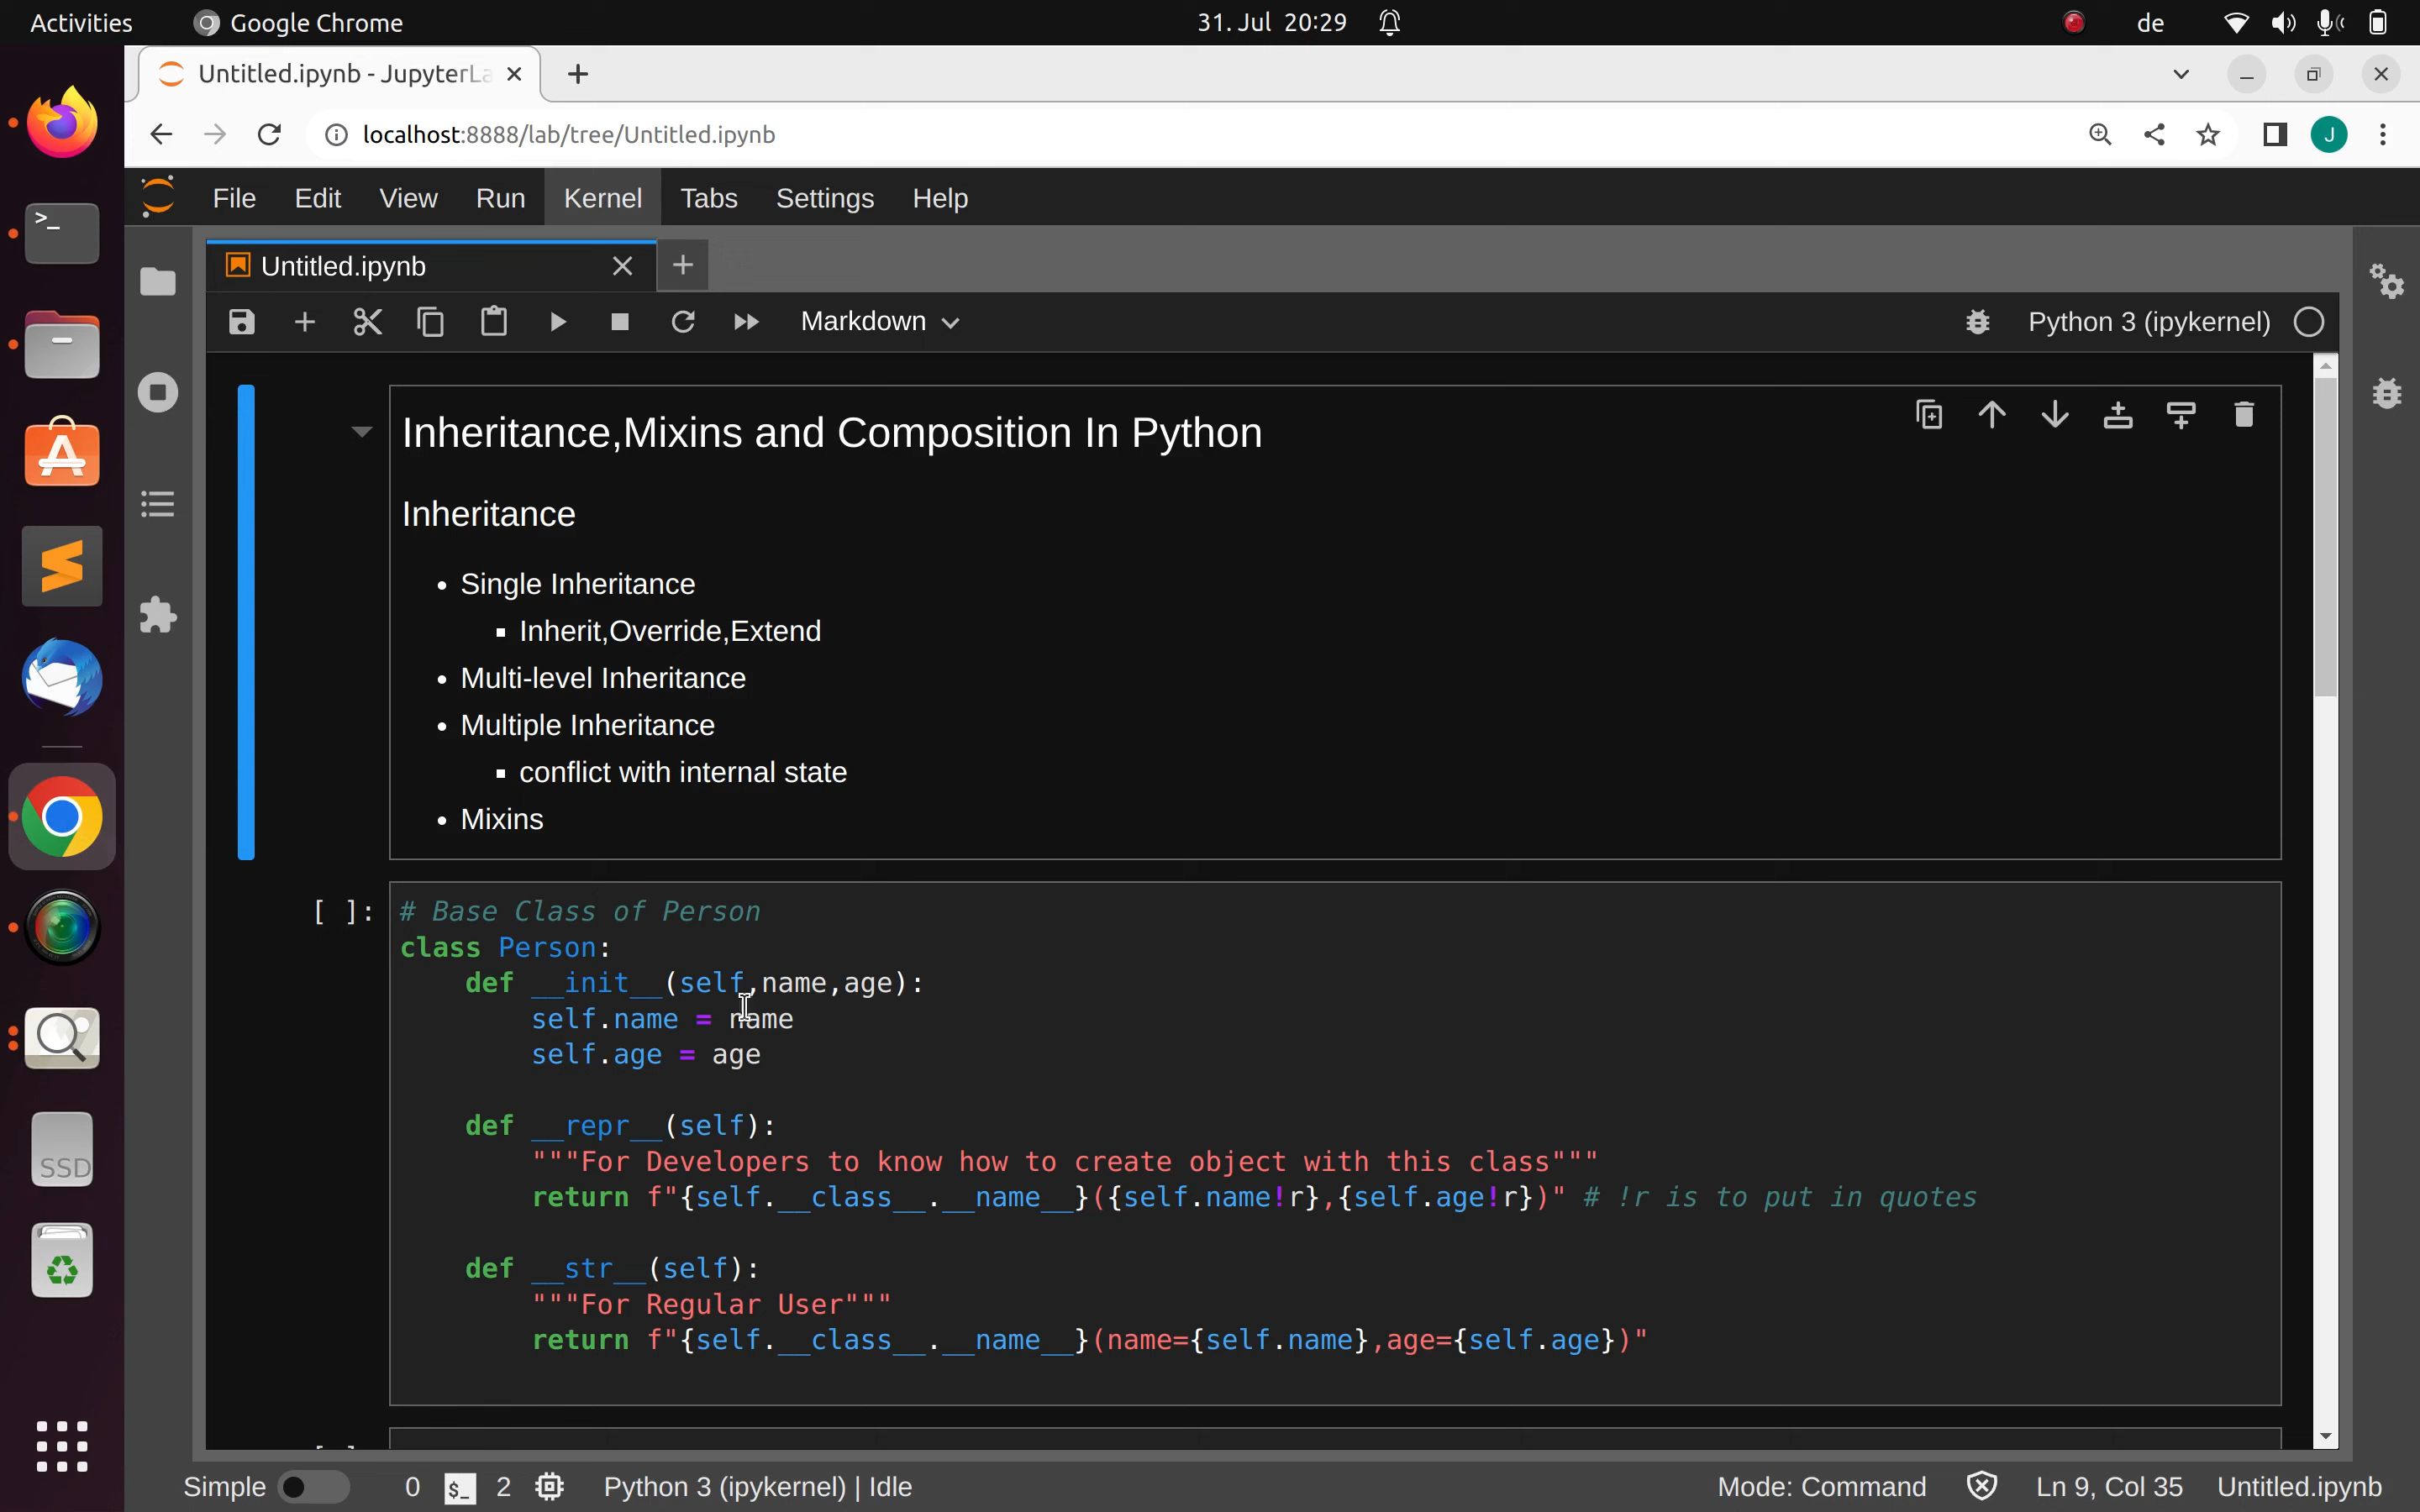 Activities
Google Chrome
31. Jul 20:29
de
Untitled.ipynb - JupyterLa
localhost:8888/lab/tree/Untitled.ipynb
J
File Edit View Run Kernel Tabs Settings Help
Untitled.ipynb
Markdown
Python 3 (ipykernel)
Inheritance,Mixins and Composition In Python
Inheritance
• Single Inheritance
▪ Inherit,Override,Extend
• Multi-level Inheritance
• Multiple Inheritance
▪ conflict with internal state
• Mixins
[ ]:
# Base Class of Person
class Person:
    def __init__(self,name,age):
        self.name = name
        self.age = age
    def __repr__(self):
        """For Developers to know how to create object with this class"""
        return f"{self.__class__.__name__}({self.name!r},{self.age!r})" # !r is to put in quotes
    def __str__(self):
        """For Regular User"""
        return f"{self.__class__.__name__}(name={self.name},age={self.age})"
SSD
Simple 0 $_ 2 Python 3 (ipykernel) | Idle
Mode: Command Ln 9, Col 35 Untitled.ipynb